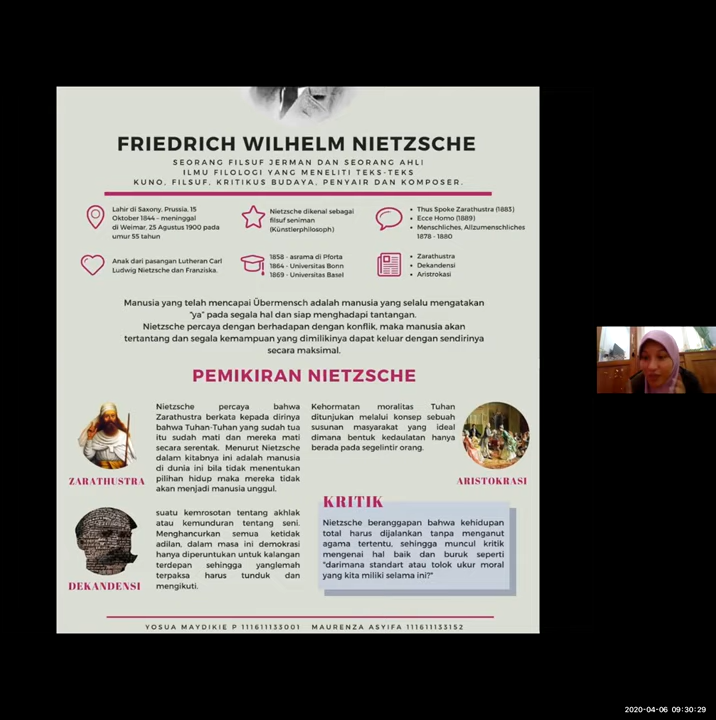 FRIEDRICH WILHELM NIETZSCHE
SEORANG FILSUF JERMAN DAN SEORANG AHLI
ILMU FILOLOGI YANG MENELITI TEKS-TEKS
KUNO, FILSUF, KRITIKUS BUDAYA, PENYAIR DAN KOMPOSER.
Lahir di Saxony, Prussia, 15
Oktober 1844 - meninggal
di Weimar, 25 Agustus 1900 pada
umur 55 tahun
Nietzsche dikenal sebagai
filsuf seniman
(Künstlerphilosoph)
• Thus Spoke Zarathustra (1883)
• Ecce Homo (1889)
• Menschliches, Allzumenschliches
1878 - 1880
Anak dari pasangan Lutheran Carl
Ludwig Nietzsche dan Franziska.
1858 - asrama di Pforta
1864 - Universitas Bonn
1869 - Universitas Basel
• Zarathustra
• Dekandensi
• Aristrokasi
Manusia yang telah mencapai Übermensch adalah manusia yang selalu mengatakan
"ya" pada segala hal dan siap menghadapi tantangan.
Nietzsche percaya dengan berhadapan dengan konflik, maka manusia akan
tertantang dan segala kemampuan yang dimilikinya dapat keluar dengan sendirinya
secara maksimal.
PEMIKIRAN NIETZSCHE
Nietzsche percaya bahwa
Zarathustra berkata kepada dirinya
bahwa Tuhan-Tuhan yang sudah tua
itu sudah mati dan mereka mati
secara serentak. Menurut Nietzsche
dalam kitabnya ini adalah manusia
di dunia ini bila tidak menentukan
pilihan hidup maka mereka tidak
akan menjadi manusia unggul.
ZARATHUSTRA
Kehormatan moralitas Tuhan
ditunjukan melalui konsep sebuah
susunan masyarakat yang ideal
dimana bentuk kedaulatan hanya
berada pada segelintir orang.
ARISTOKRASI
suatu kemrosotan tentang akhlak
atau kemunduran tentang seni.
Menghancurkan semua ketidak
adilan, dalam masa ini demokrasi
hanya diperuntukan untuk kalangan
terdepan sehingga yanglemah
terpaksa harus tunduk dan
mengikuti.
DEKANDENSI
KRITIK
Nietzsche beranggapan bahwa kehidupan
total harus dijalankan tanpa menganut
agama tertentu, sehingga muncul kritik
mengenai hal baik dan buruk seperti
"darimana standart atau tolok ukur moral
yang kita miliki selama ini?"
YOSUA MAYDIKIE P 111611133001 MAURENZA ASYIFA 111611133152
2020-04-06 09:30:29